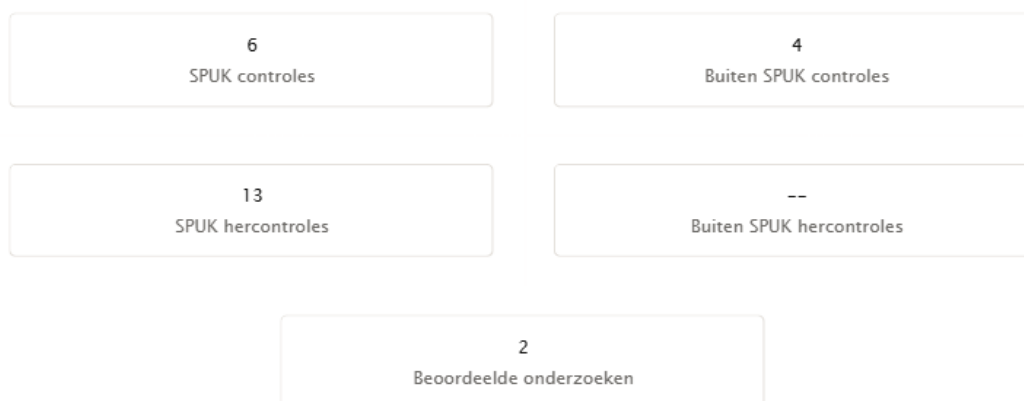 6
SPUK controles
4
Buiten SPUK controles
13
SPUK hercontroles
--
Buiten SPUK hercontroles
2
Beoordeelde onderzoeken